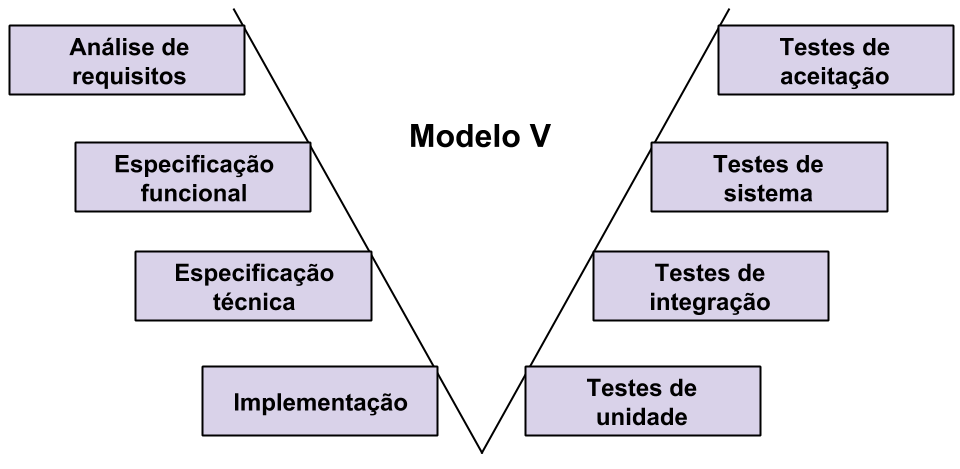 Análise de
requisitos
Testes de
aceitação
Modelo V
Especificação
funcional
Testes de
sistema
Especificação
técnica
Testes de
integração
Implementação
Testes de
unidade